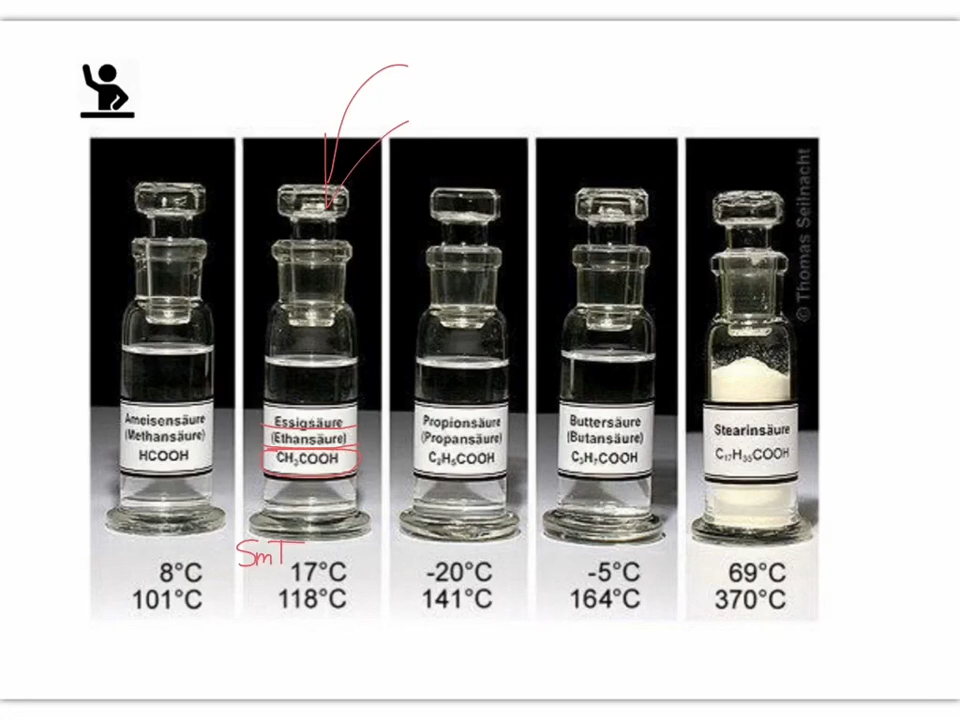 © Thomas Seilnacht
Ameisensäure
(Methansäure)
HCOOH
Essigsäure
(Ethansäure)
CH₃COOH
Propionsäure
(Propansäure)
C₂H₅COOH
Buttersäure
(Butansäure)
C₃H₇COOH
Stearinsäure
C₁₇H₃₅COOH
SmT
8°C
101°C
17°C
118°C
-20°C
141°C
-5°C
164°C
69°C
370°C